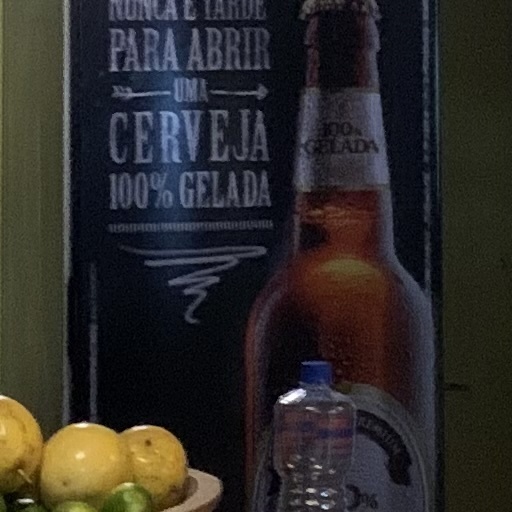 NUNCA É TARDE
PARA ABRIR
UMA
CERVEJA
100% GELADA
100%
GELADA